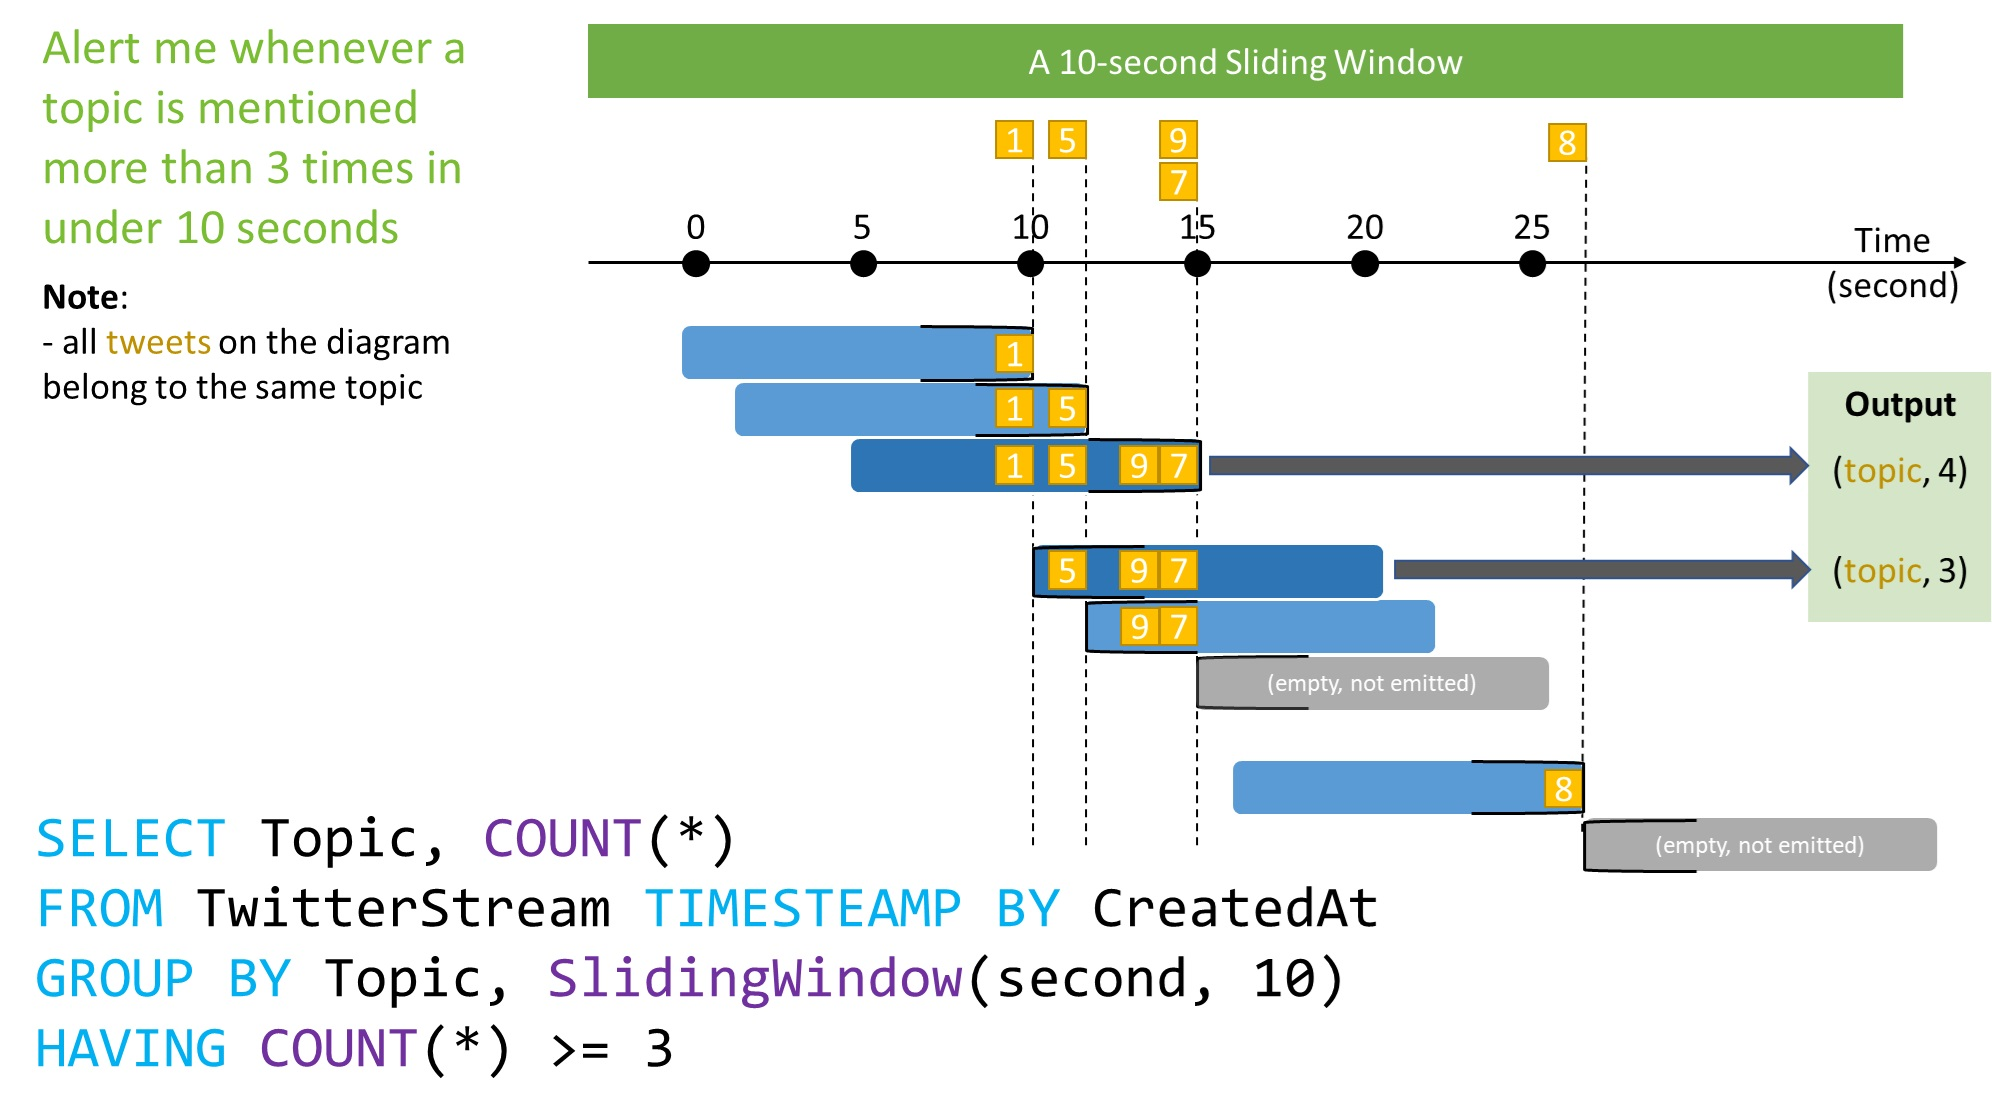 Alert me whenever a
topic is mentioned
more than 3 times in
under 10 seconds
Note:
- all tweets on the diagram
belong to the same topic
A 10-second Sliding Window
1 5 9 8
7
0 5 10 15 20 25
Time
(second)
1
1 5
1 5 9 7
5 9 7
9 7
(empty, not emitted)
8
(empty, not emitted)
Output
(topic, 4)
(topic, 3)
SELECT Topic, COUNT(*)
FROM TwitterStream TIMESTEAMP BY CreatedAt
GROUP BY Topic, SlidingWindow(second, 10)
HAVING COUNT(*) >= 3